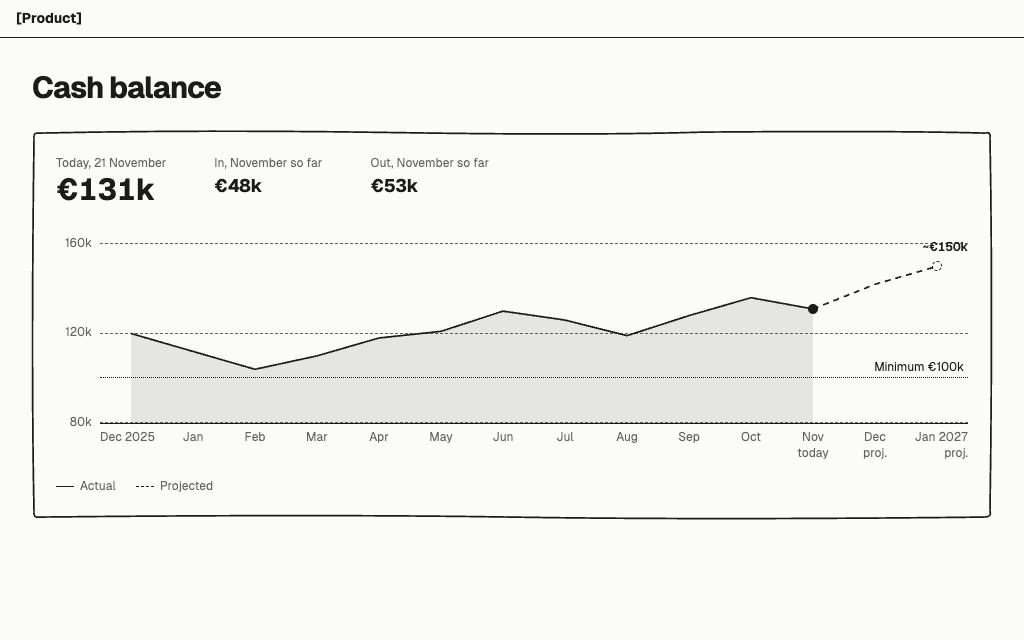 [Product]
Cash balance
Today, 21 November
€131k
In, November so far
€48k
Out, November so far
€53k
160k
~€150k
120k
Minimum €100k
80k
Dec 2025 Jan Feb Mar Apr May Jun Jul Aug Sep Oct Nov Dec Jan 2027
today proj. proj.
Actual Projected